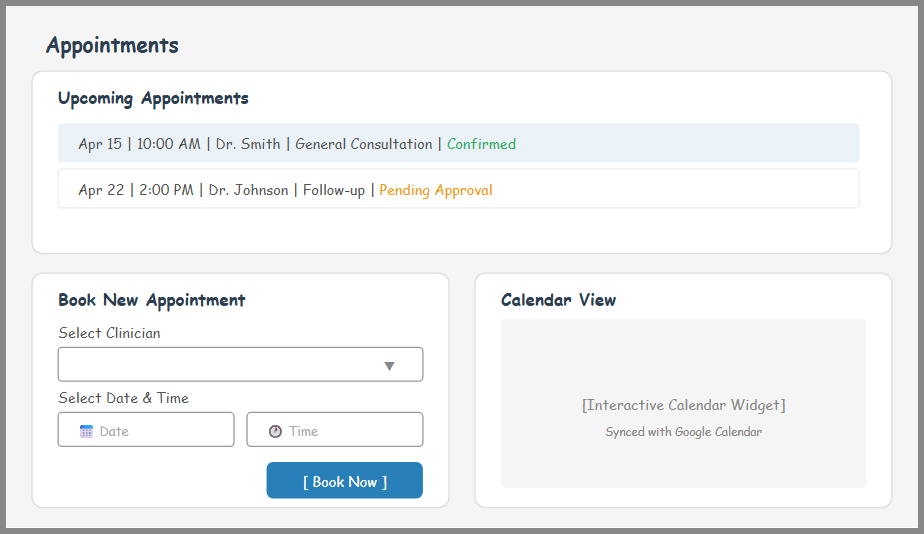 Appointments
Upcoming Appointments
Apr 15 | 10:00 AM | Dr. Smith | General Consultation | Confirmed
Apr 22 | 2:00 PM | Dr. Johnson | Follow-up | Pending Approval
Book New Appointment
Select Clinician
Select Date & Time
Date
Time
[ Book Now ]
Calendar View
[Interactive Calendar Widget]
Synced with Google Calendar